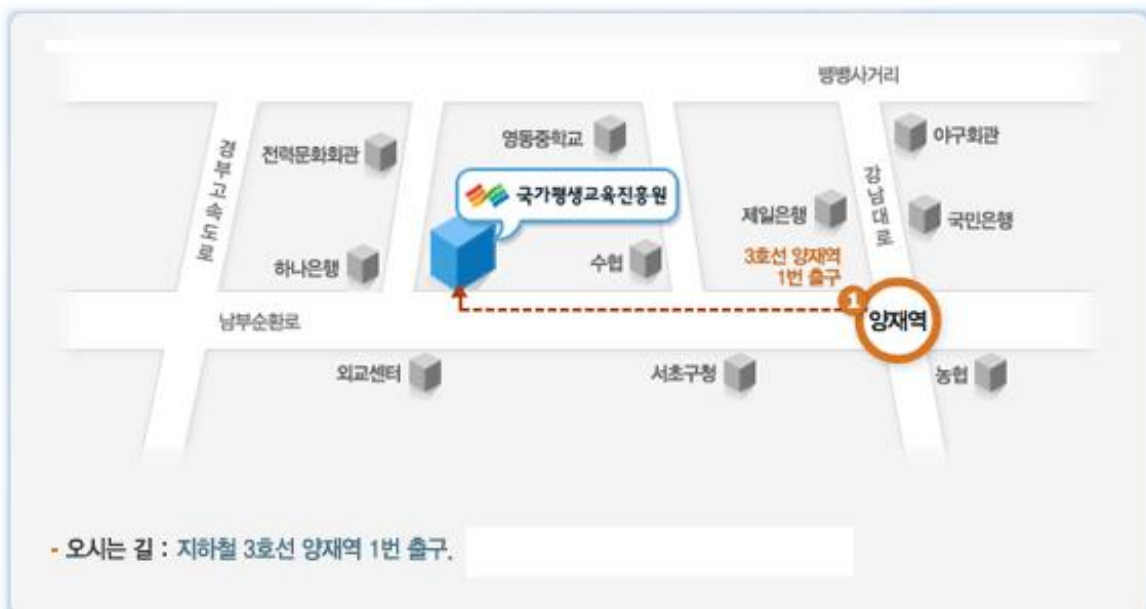 뱅뱅사거리
영동중학교
야구회관
전력문화회관
경부고속도로
강남대로
국가평생교육진흥원
제일은행
국민은행
하나은행
수협
3호선 양재역
1번 출구
1
양재역
남부순환로
외교센터
서초구청
농협
- 오시는 길 : 지하철 3호선 양재역 1번 출구.